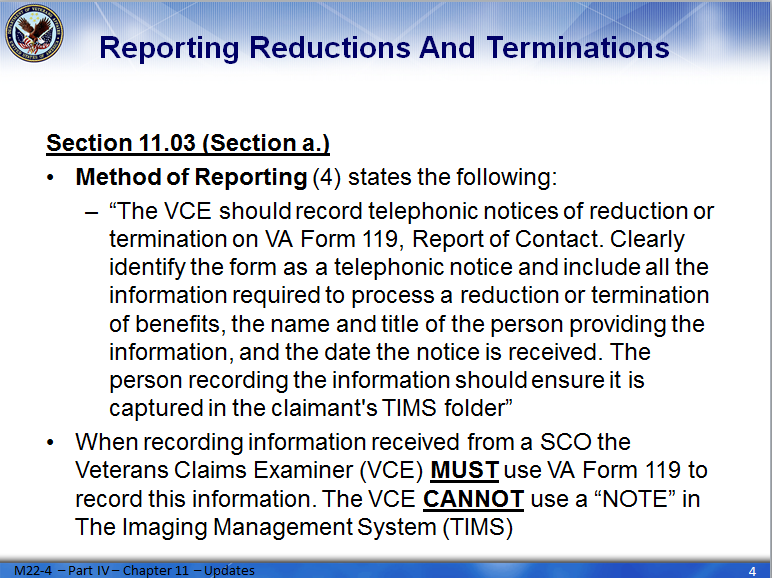 Reporting Reductions And Terminations
Section 11.03 (Section a.)
• Method of Reporting (4) states the following:
– “The VCE should record telephonic notices of reduction or
termination on VA Form 119, Report of Contact. Clearly
identify the form as a telephonic notice and include all the
information required to process a reduction or termination
of benefits, the name and title of the person providing the
information, and the date the notice is received. The
person recording the information should ensure it is
captured in the claimant's TIMS folder”
• When recording information received from a SCO the
Veterans Claims Examiner (VCE) MUST use VA Form 119 to
record this information. The VCE CANNOT use a “NOTE” in
The Imaging Management System (TIMS)
M22-4 – Part IV – Chapter 11 – Updates
4